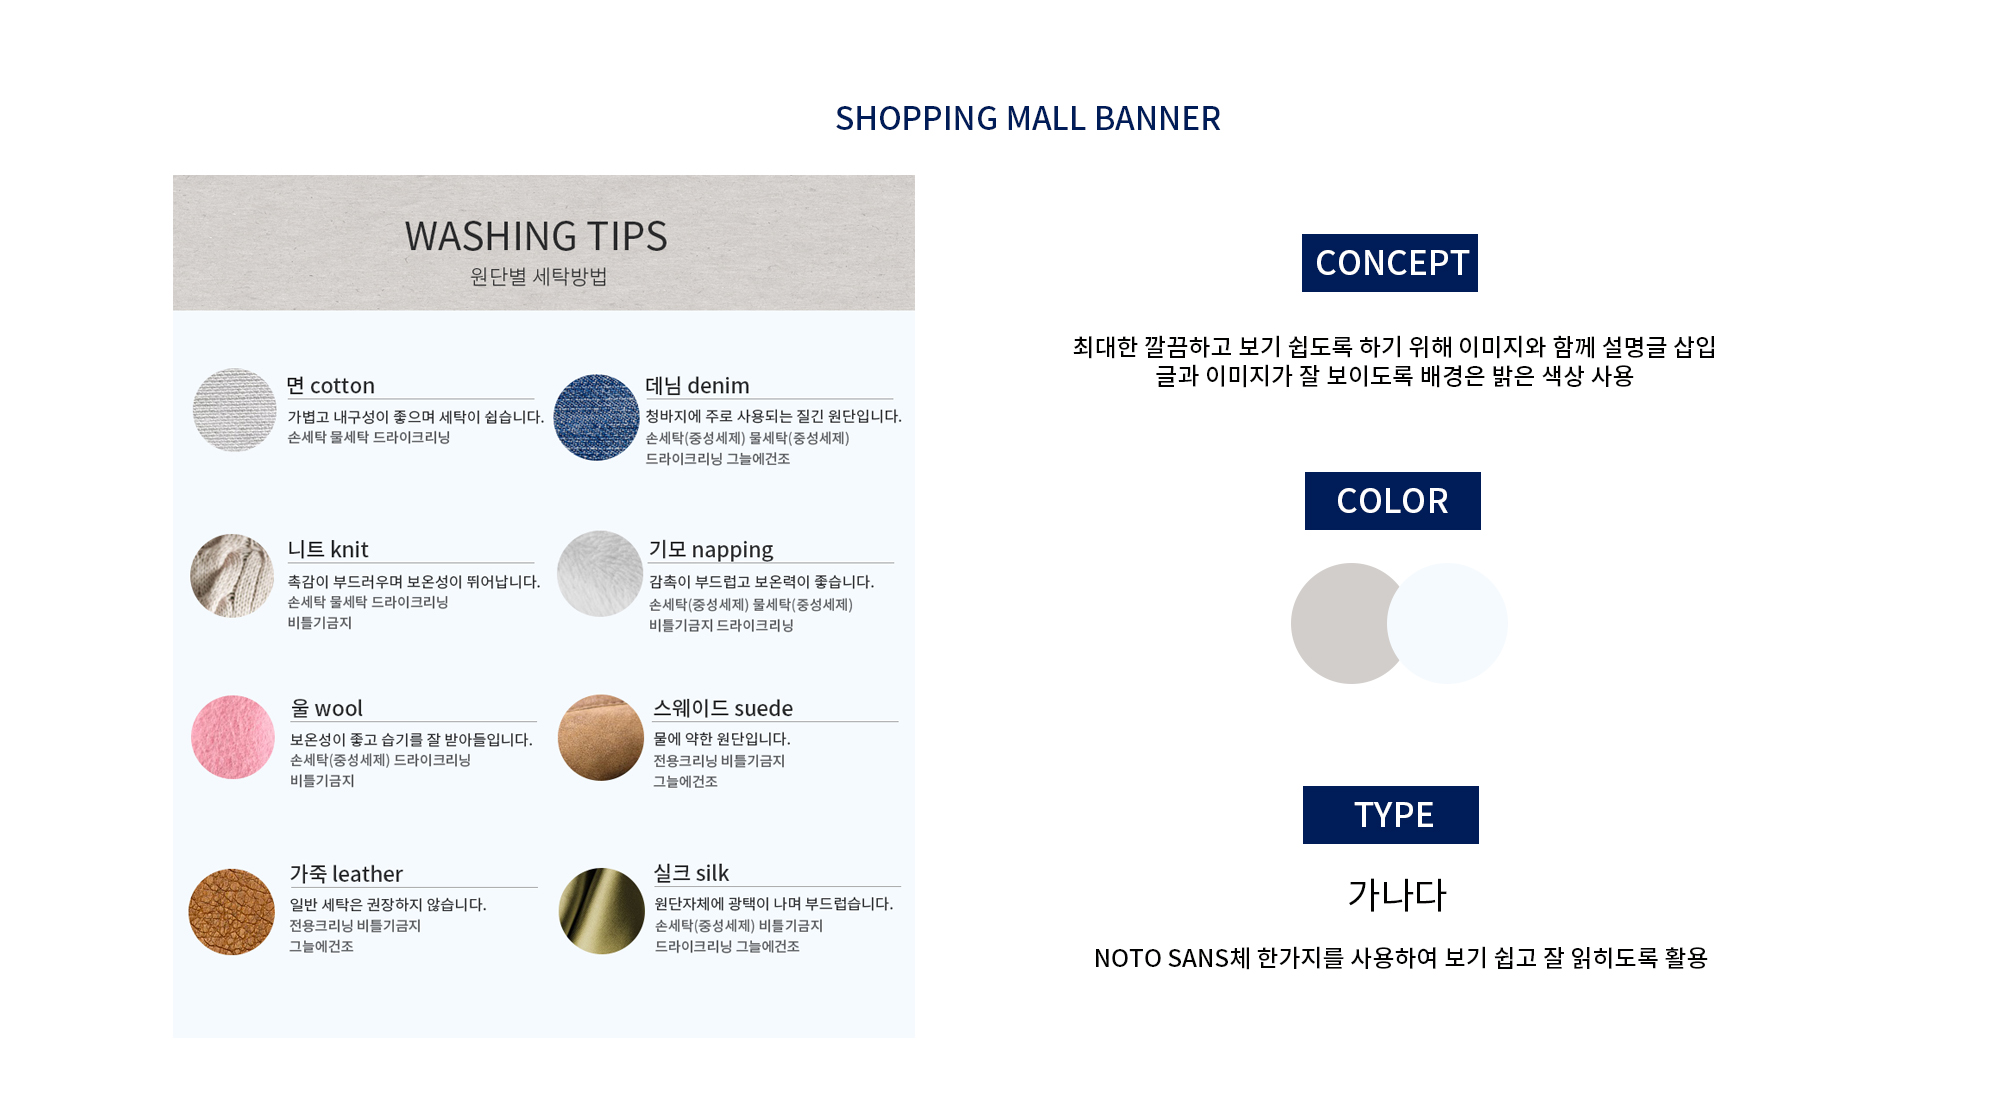 SHOPPING MALL BANNER
WASHING TIPS
원단별 세탁방법
면 cotton
가볍고 내구성이 좋으며 세탁이 쉽습니다.
손세탁 물세탁 드라이크리닝
데님 denim
청바지에 주로 사용되는 질긴 원단입니다.
손세탁(중성세제) 물세탁(중성세제)
드라이크리닝 그늘에건조
니트 knit
촉감이 부드러우며 보온성이 뛰어납니다.
손세탁 물세탁 드라이크리닝
비틀기금지
기모 napping
감촉이 부드럽고 보온력이 좋습니다.
손세탁(중성세제) 물세탁(중성세제)
비틀기금지 드라이크리닝
울 wool
보온성이 좋고 습기를 잘 받아들입니다.
손세탁(중성세제) 드라이크리닝
비틀기금지
스웨이드 suede
물에 약한 원단입니다.
전용크리닝 비틀기금지
그늘에건조
가죽 leather
일반 세탁은 권장하지 않습니다.
전용크리닝 비틀기금지
그늘에건조
실크 silk
원단자체에 광택이 나며 부드럽습니다.
손세탁(중성세제) 비틀기금지
드라이크리닝 그늘에건조
CONCEPT
최대한 깔끔하고 보기 쉽도록 하기 위해 이미지와 함께 설명글 삽입
글과 이미지가 잘 보이도록 배경은 밝은 색상 사용
COLOR
TYPE
가나다
NOTO SANS체 한가지를 사용하여 보기 쉽고 잘 읽히도록 활용